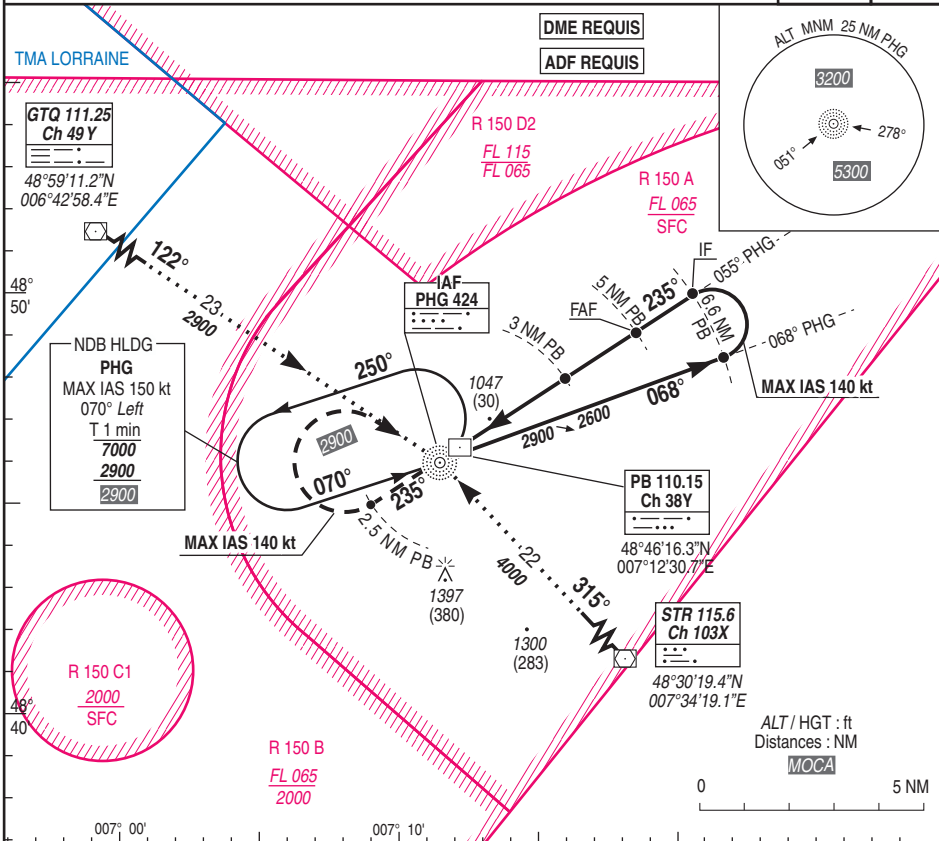 DME REQUIS
ADF REQUIS
ALT MNM 25 NM PHG
3200
278°
051°
5300
TMA LORRAINE
GTQ 111.25
Ch 49 Y
48°59'11.2"N
006°42'58.4"E
R 150 D2
FL 115
FL 065
R 150 A
FL 065
SFC
122°
23
2900
IAF
PHG 424
IF
055° PHG
5 NM PB
235°
FAF
6.6 NM
PB
3 NM PB
068° PHG
MAX IAS 140 kt
068°
2900
2600
1047
(30)
48°
50'
NDB HLDG
PHG
MAX IAS 150 kt
070° Left
T 1 min
7000
2900
2900
250°
2900
070°
235°
2.5 NM PB
MAX IAS 140 kt
PB 110.15
Ch 38Y
48°46'16.3"N
007°12'30.7"E
1397
(380)
22
4000
315°
1300
(283)
STR 115.6
Ch 103X
48°30'19.4"N
007°34'19.1"E
R 150 C1
2000
SFC
48°
40'
R 150 B
FL 065
2000
ALT / HGT : ft
Distances : NM
MOCA
0
5 NM
007° 00'
007° 10'